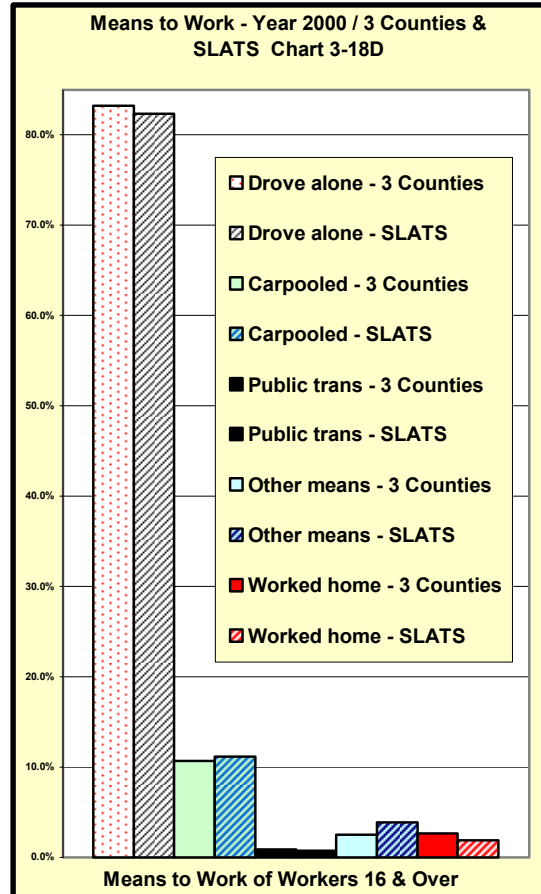 Means to Work - Year 2000 / 3 Counties &
SLATS Chart 3-18D
80.0%
70.0%
60.0%
50.0%
40.0%
30.0%
20.0%
10.0%
0.0%
Drove alone - 3 Counties
Drove alone - SLATS
Carpooled - 3 Counties
Carpooled - SLATS
Public trans - 3 Counties
Public trans - SLATS
Other means - 3 Counties
Other means - SLATS
Worked home - 3 Counties
Worked home - SLATS
Means to Work of Workers 16 & Over